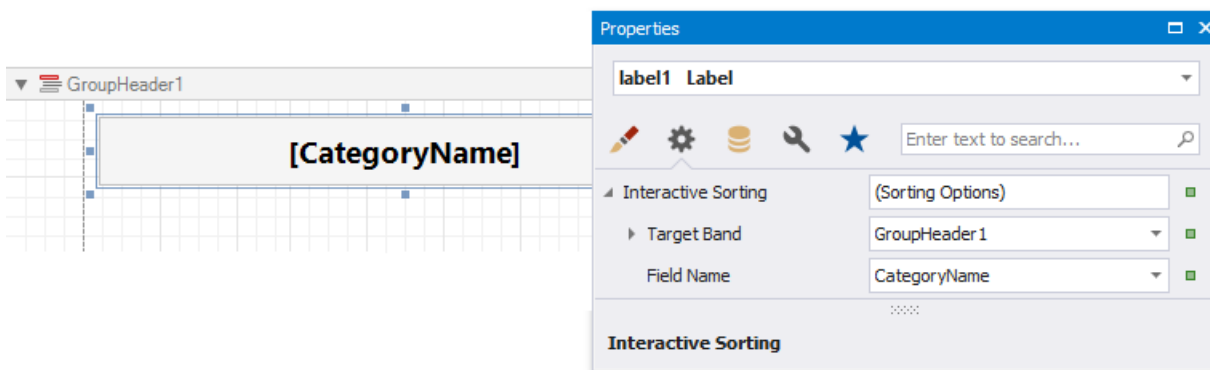 GroupHeader1
[CategoryName]
Properties
label1 Label
Enter text to search...
Interactive Sorting (Sorting Options)
Target Band GroupHeader1
Field Name CategoryName
Interactive Sorting